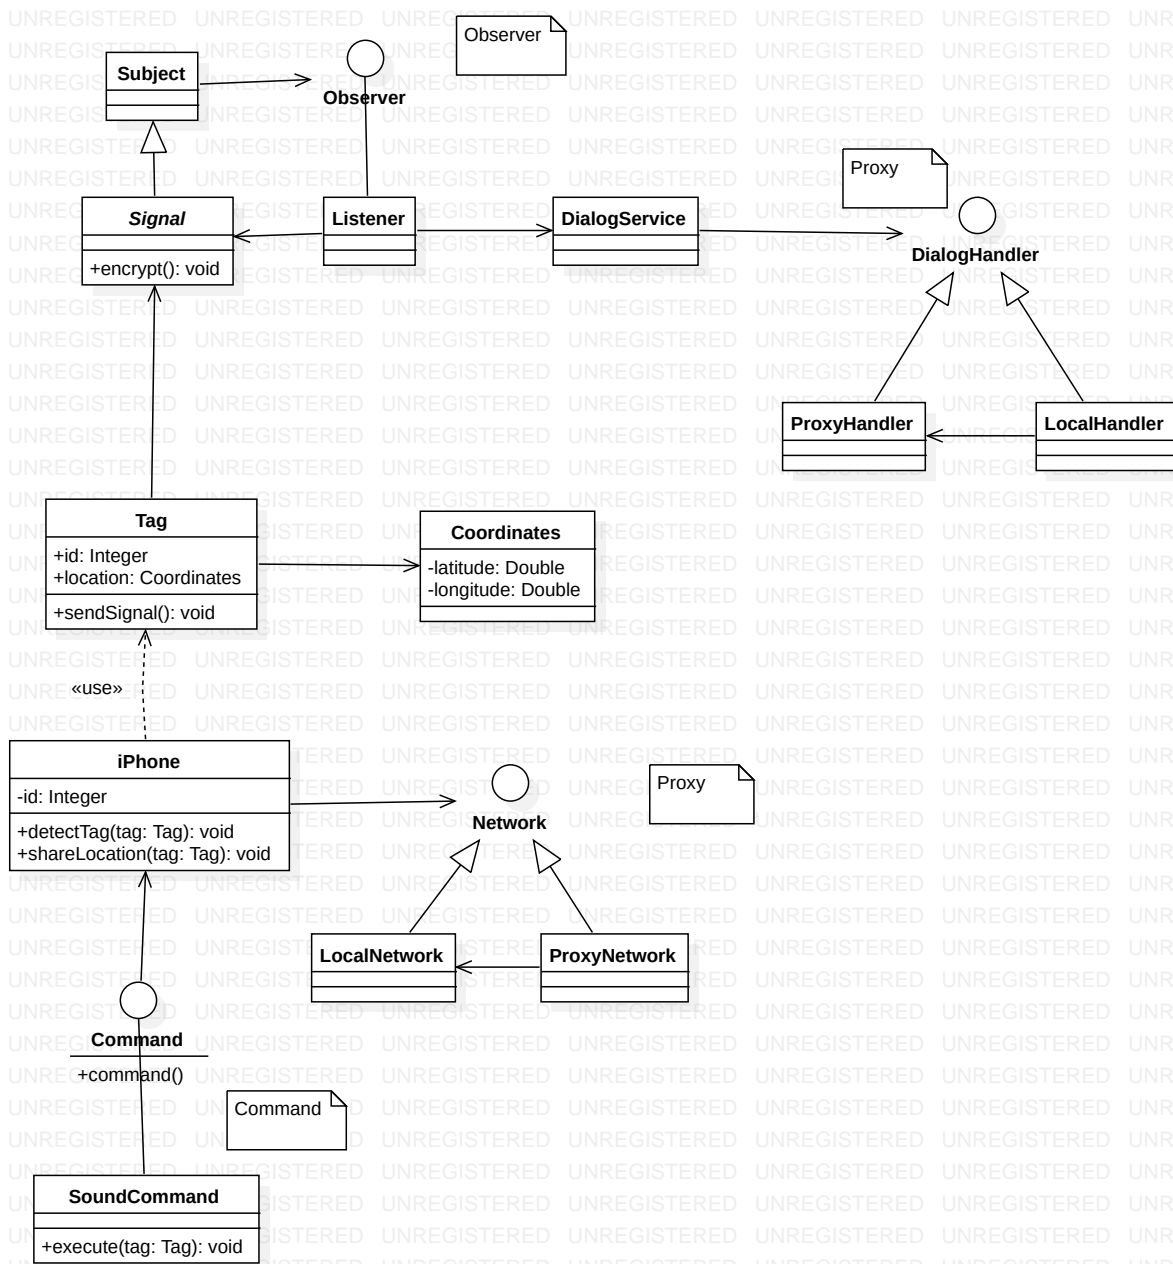 Observer
Subject
Observer
Proxy
Signal
+encrypt(): void
Listener
DialogService
DialogHandler
ProxyHandler
LocalHandler
Tag
+id: Integer
+location: Coordinates
+sendSignal(): void
Coordinates
-latitude: Double
-longitude: Double
«use»
iPhone
-id: Integer
+detectTag(tag: Tag): void
+shareLocation(tag: Tag): void
Network
Proxy
LocalNetwork
ProxyNetwork
Command
+command()
Command
SoundCommand
+execute(tag: Tag): void
UNREGISTERED